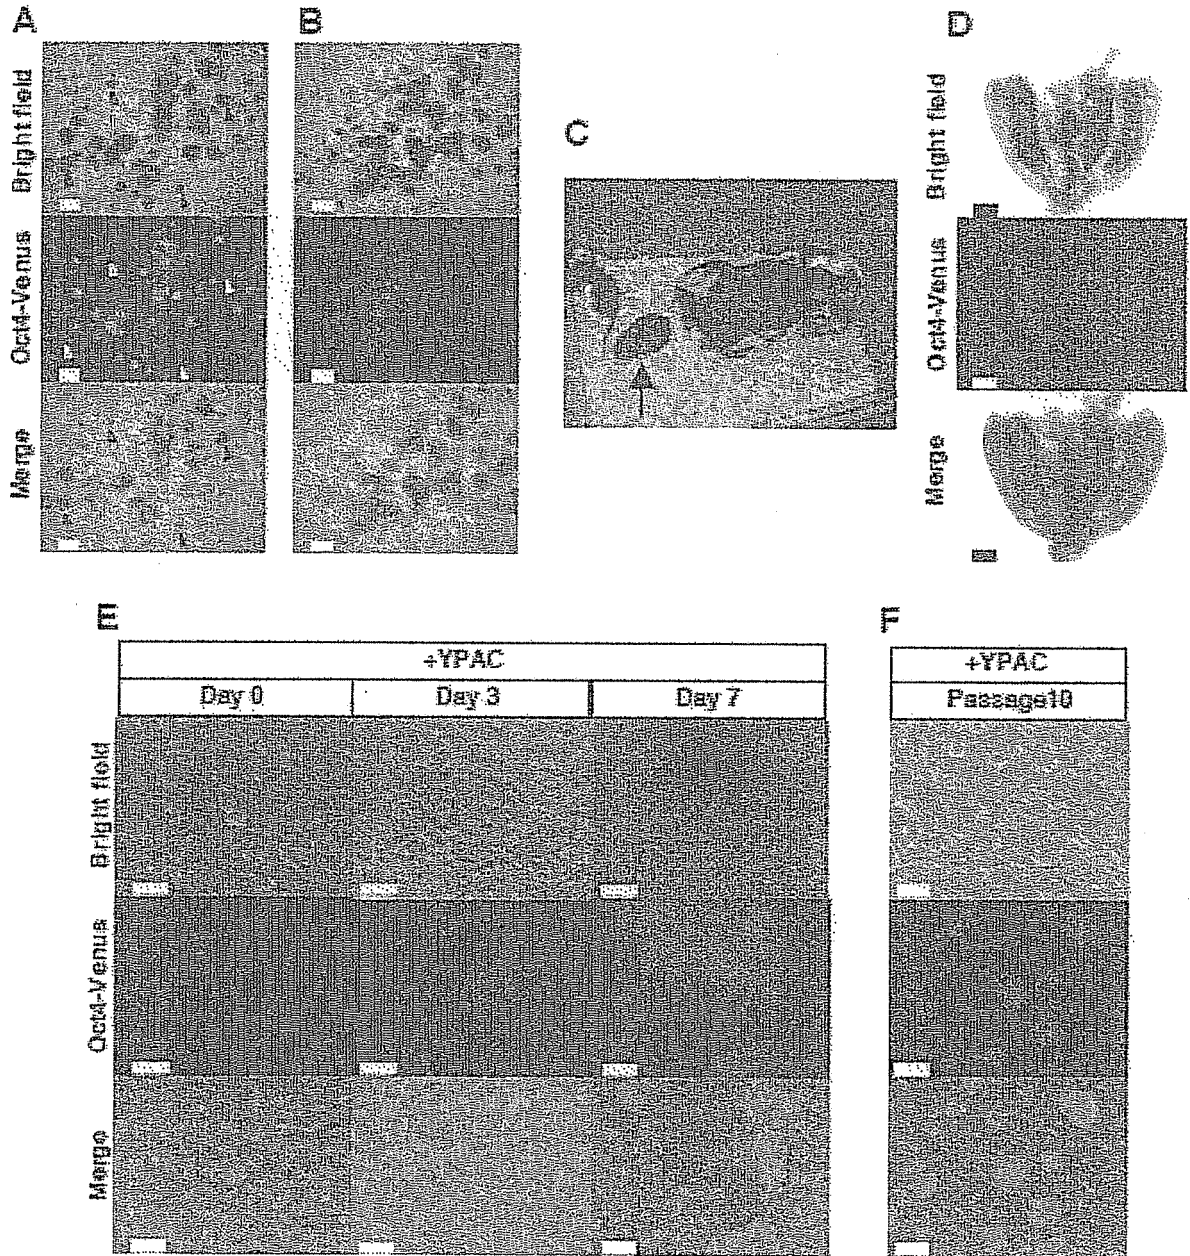 A
B
C
D
Bright field
Oct4-Venus
Merge
Bright field
Oct4-Venus
Merge
E
+YPAC
Day 0
Day 3
Day 7
Bright field
Oct4-Venus
Merge
F
+YPAC
Passage10